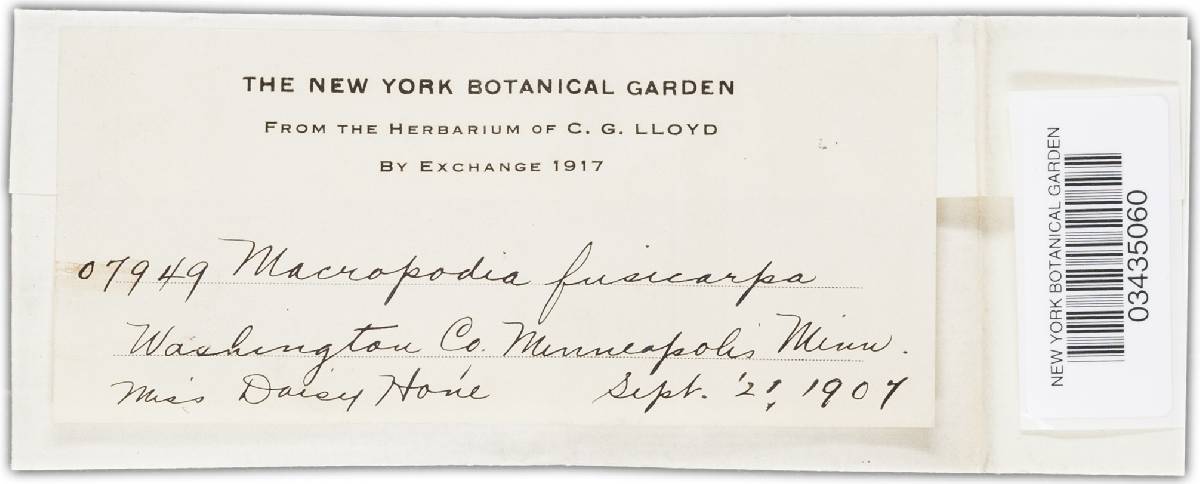 THE NEW YORK BOTANICAL GARDEN
FROM THE HERBARIUM OF C. G. LLOYD
BY EXCHANGE 1917
07949 Macropodia fusicarpa
Washington Co. Minneapolis Minn.
Miss Daisy Hone Sept. '21, 1907
NEW YORK BOTANICAL GARDEN
03435060